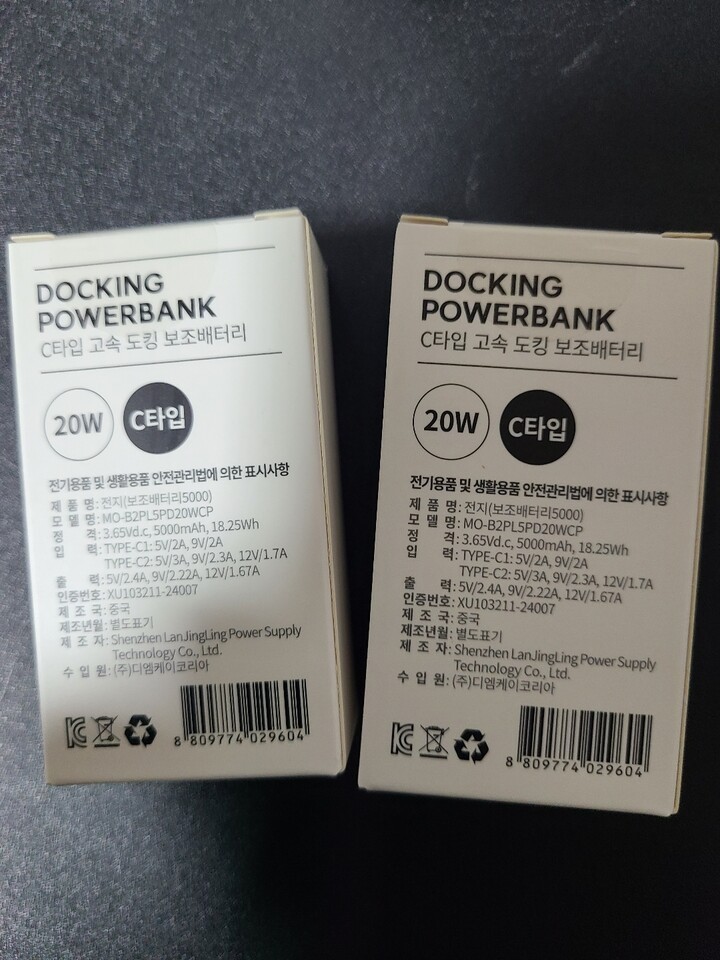 DOCKING
POWERBANK
C타입 고속 도킹 보조배터리
20W
C타입
전기용품 및 생활용품 안전관리법에 의한 표시사항
제 품 명: 전지(보조배터리5000)
모 델 명: MO-B2PL5PD20WCP
정 격: 3.65Vd.c, 5000mAh, 18.25Wh
입 력: TYPE-C1: 5V/2A, 9V/2A
TYPE-C2: 5V/3A, 9V/2.3A, 12V/1.7A
출 력: 5V/2.4A, 9V/2.22A, 12V/1.67A
인증번호: XU103211-24007
제 조 국: 중국
제조년월: 별도표기
제 조 자: Shenzhen LanJingLing Power Supply
Technology Co., Ltd.
수 입 원: (주)디엠케이코리아
8 809774 029604
DOCKING
POWERBANK
C타입 고속 도킹 보조배터리
20W
C타입
전기용품 및 생활용품 안전관리법에 의한 표시사항
제 품 명: 전지(보조배터리5000)
모 델 명: MO-B2PL5PD20WCP
정 격: 3.65Vd.c, 5000mAh, 18.25Wh
입 력: TYPE-C1: 5V/2A, 9V/2A
TYPE-C2: 5V/3A, 9V/2.3A, 12V/1.7A
출 력: 5V/2.4A, 9V/2.22A, 12V/1.67A
인증번호: XU103211-24007
제 조 국: 중국
제조년월: 별도표기
제 조 자: Shenzhen LanJingLing Power Supply
Technology Co., Ltd.
수 입 원: (주)디엠케이코리아
8 809774 029604